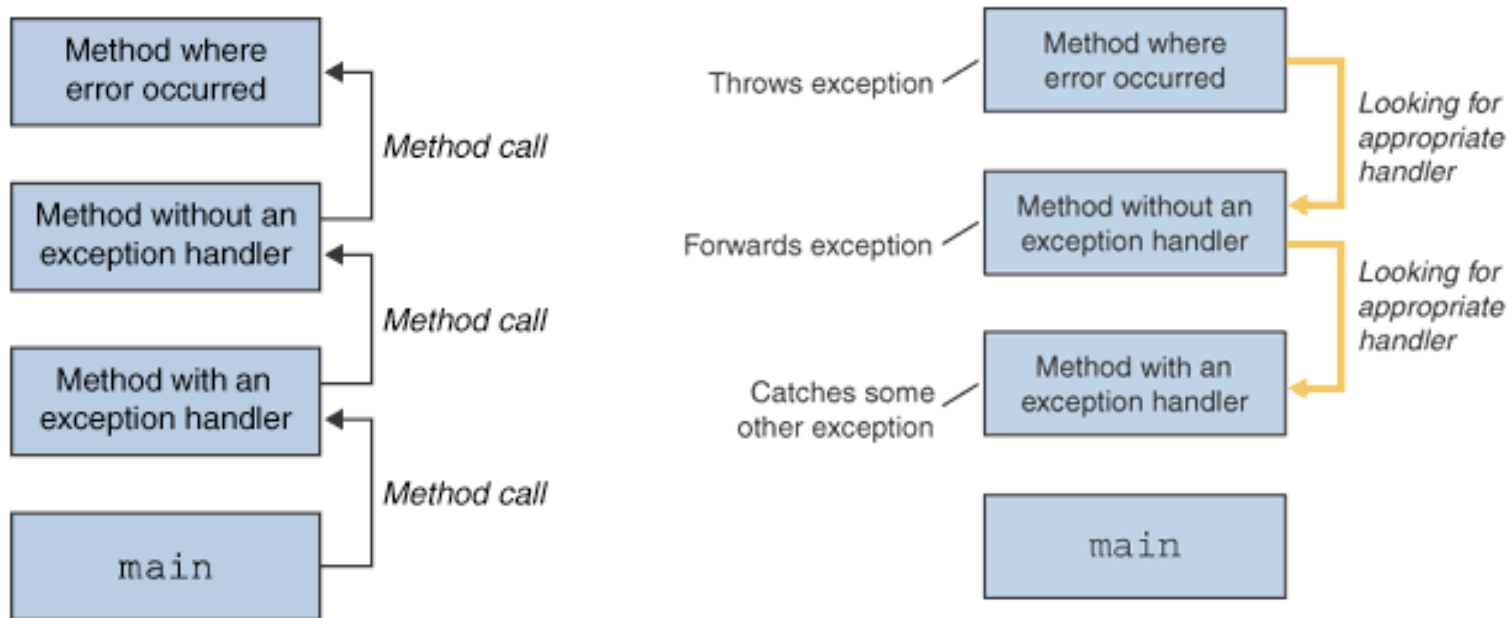 Method where
error occurred
Method call
Method without an
exception handler
Method call
Method with an
exception handler
Method call
main
Throws exception
Method where
error occurred
Looking for
appropriate
handler
Forwards exception
Method without an
exception handler
Looking for
appropriate
handler
Catches some
other exception
Method with an
exception handler
main